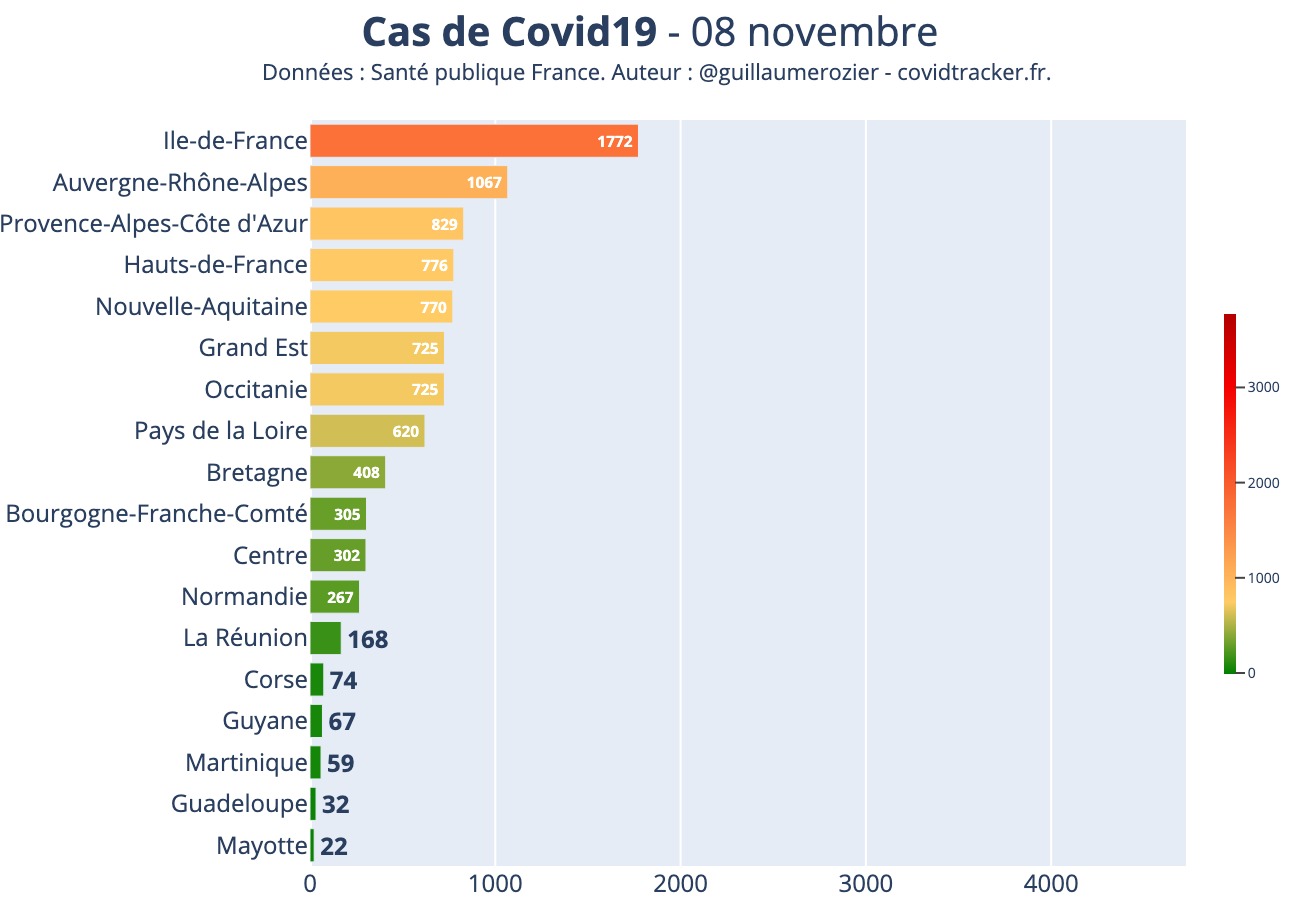 Cas de Covid19 - 08 novembre
Données : Santé publique France. Auteur : @guillaumerozier - covidtracker.fr.
Ile-de-France 1772
Auvergne-Rhône-Alpes 1067
Provence-Alpes-Côte d'Azur 829
Hauts-de-France 776
Nouvelle-Aquitaine 770
Grand Est 725
Occitanie 725
Pays de la Loire 620
Bretagne 408
Bourgogne-Franche-Comté 305
Centre 302
Normandie 267
La Réunion 168
Corse 74
Guyane 67
Martinique 59
Guadeloupe 32
Mayotte 22
0 1000 2000 3000 4000
3000
2000
1000
0